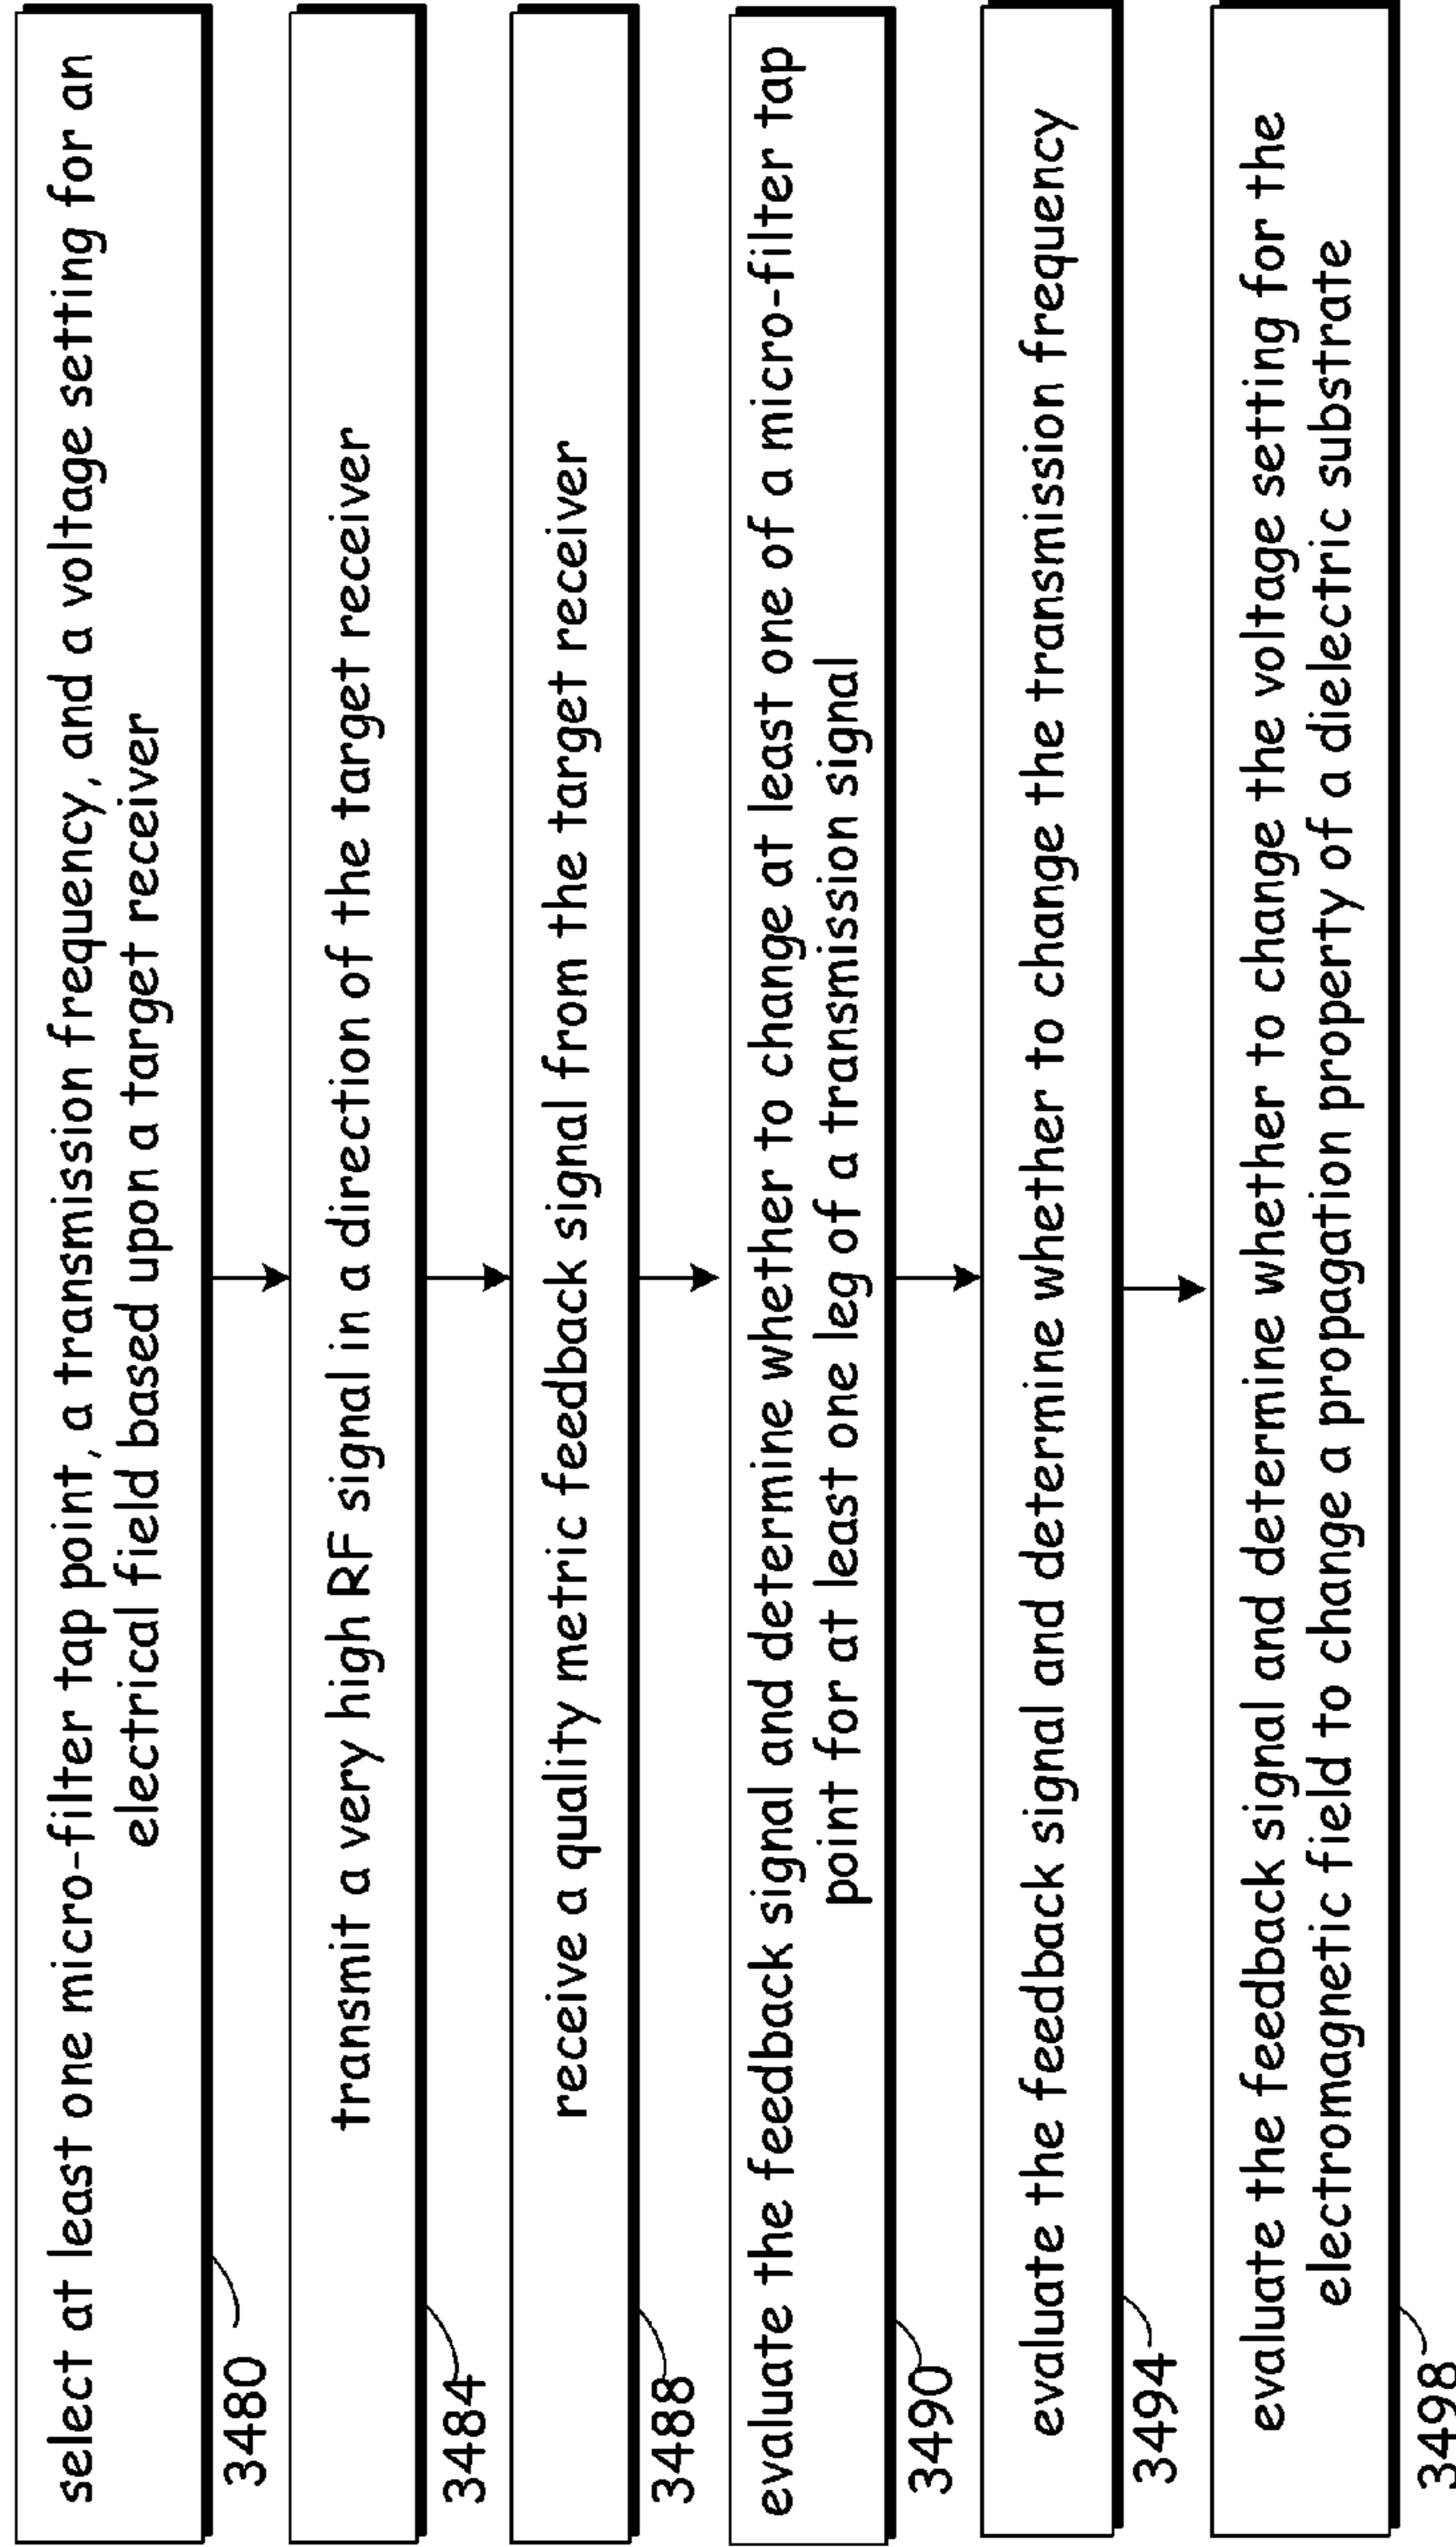 select at least one micro-filter tap point, a transmission frequency, and a voltage setting for an
electrical field based upon a target receiver
3480
transmit a very high RF signal in a direction of the target receiver
3484
receive a quality metric feedback signal from the target receiver
3488
evaluate the feedback signal and determine whether to change at least one of a micro-filter tap
point for at least one leg of a transmission signal
3490
evaluate the feedback signal and determine whether to change the transmission frequency
3494
evaluate the feedback signal and determine whether to change the voltage setting for the
electromagnetic field to change a propagation property of a dielectric substrate
3498